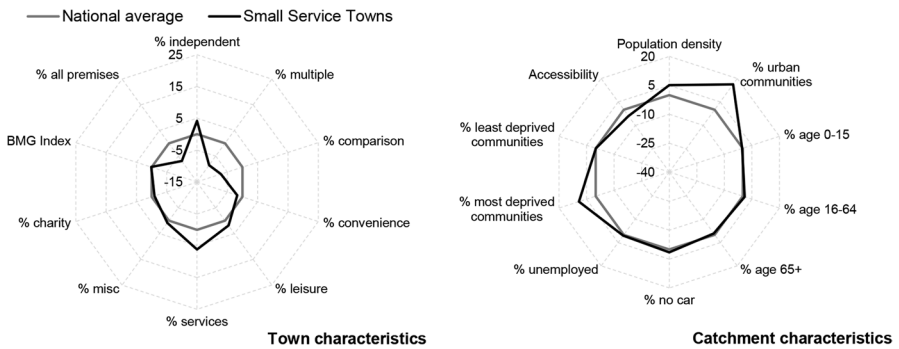 National average
Small Service Towns
% independent
25
% all premises
% multiple
15
BMG Index
5
% comparison
-5
-15
% charity
% convenience
% misc
% leisure
% services
Town characteristics
Population density
20
Accessibility
% urban
communities
5
% least deprived
communities
-10
% age 0-15
-25
% most deprived
communities
-40
% age 16-64
% unemployed
% age 65+
% no car
Catchment characteristics